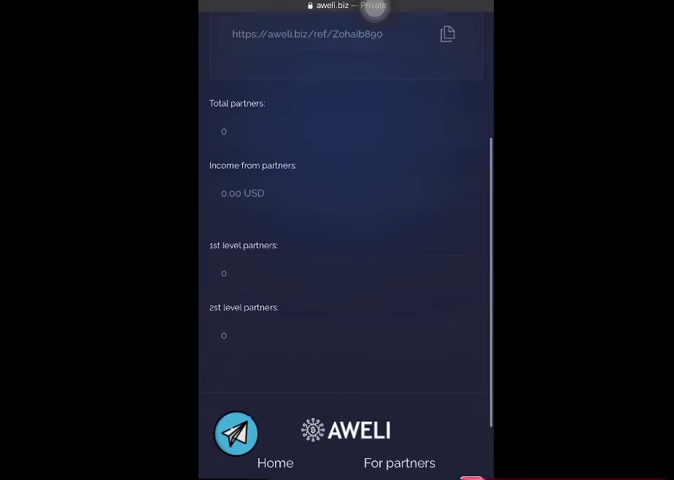 aweli.biz — Private
https://aweli.biz/ref/Zohaib890
Total partners:
0
Income from partners:
0.00 USD
1st level partners:
0
2st level partners:
0
AWELI
Home
For partners